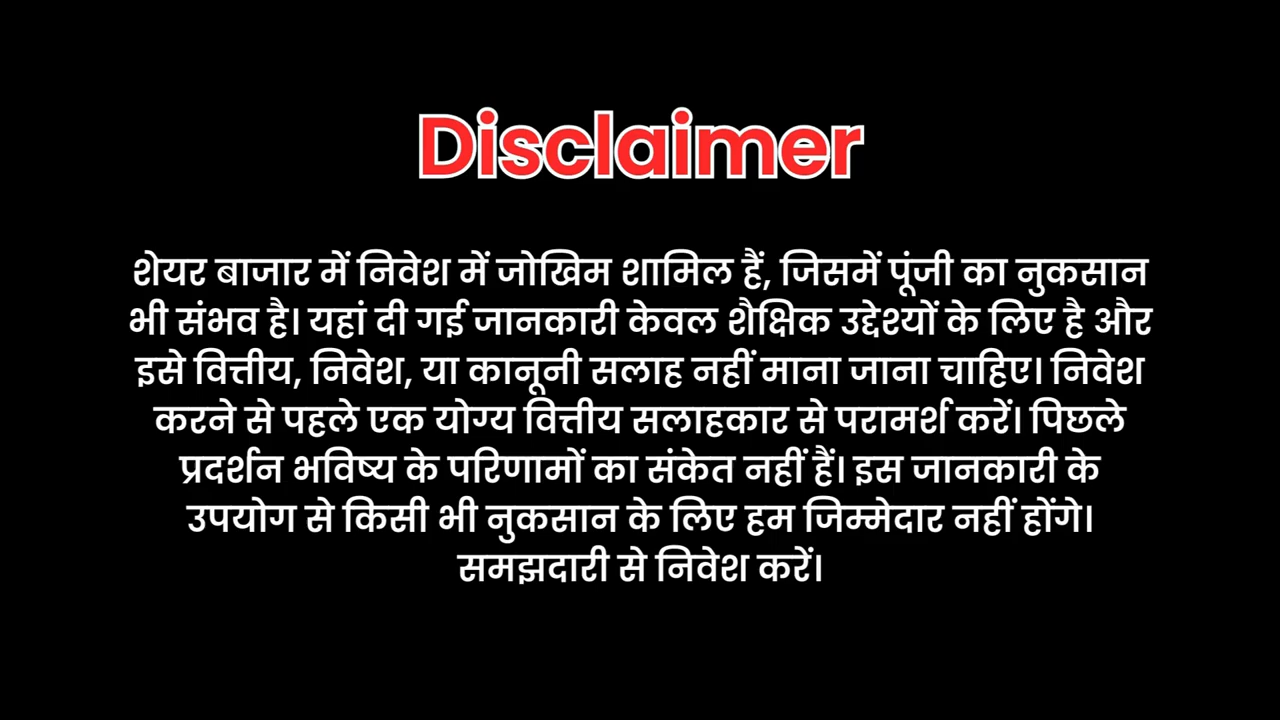 Disclaimer
शेयर बाजार में निवेश में जोखिम शामिल हैं, जिसमें पूंजी का नुकसान
भी संभव है। यहां दी गई जानकारी केवल शैक्षिक उद्देश्यों के लिए है और
इसे वित्तीय, निवेश, या कानूनी सलाह नहीं माना जाना चाहिए। निवेश
करने से पहले एक योग्य वित्तीय सलाहकार से परामर्श करें। पिछले
प्रदर्शन भविष्य के परिणामों का संकेत नहीं हैं। इस जानकारी के
उपयोग से किसी भी नुकसान के लिए हम जिम्मेदार नहीं होंगे।
समझदारी से निवेश करें।